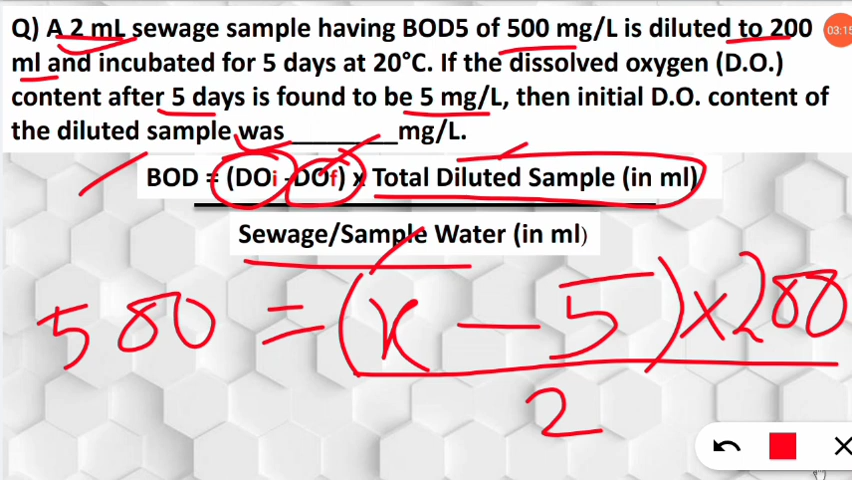 Q) A 2 mL sewage sample having BOD5 of 500 mg/L is diluted to 200
03:15
ml and incubated for 5 days at 20°C. If the dissolved oxygen (D.O.)
content after 5 days is found to be 5 mg/L, then initial D.O. content of
the diluted sample was________mg/L.
BOD = (DOi - DOf) x Total Diluted Sample (in ml)
Sewage/Sample Water (in ml)
500 = (x - 5) x 200
2